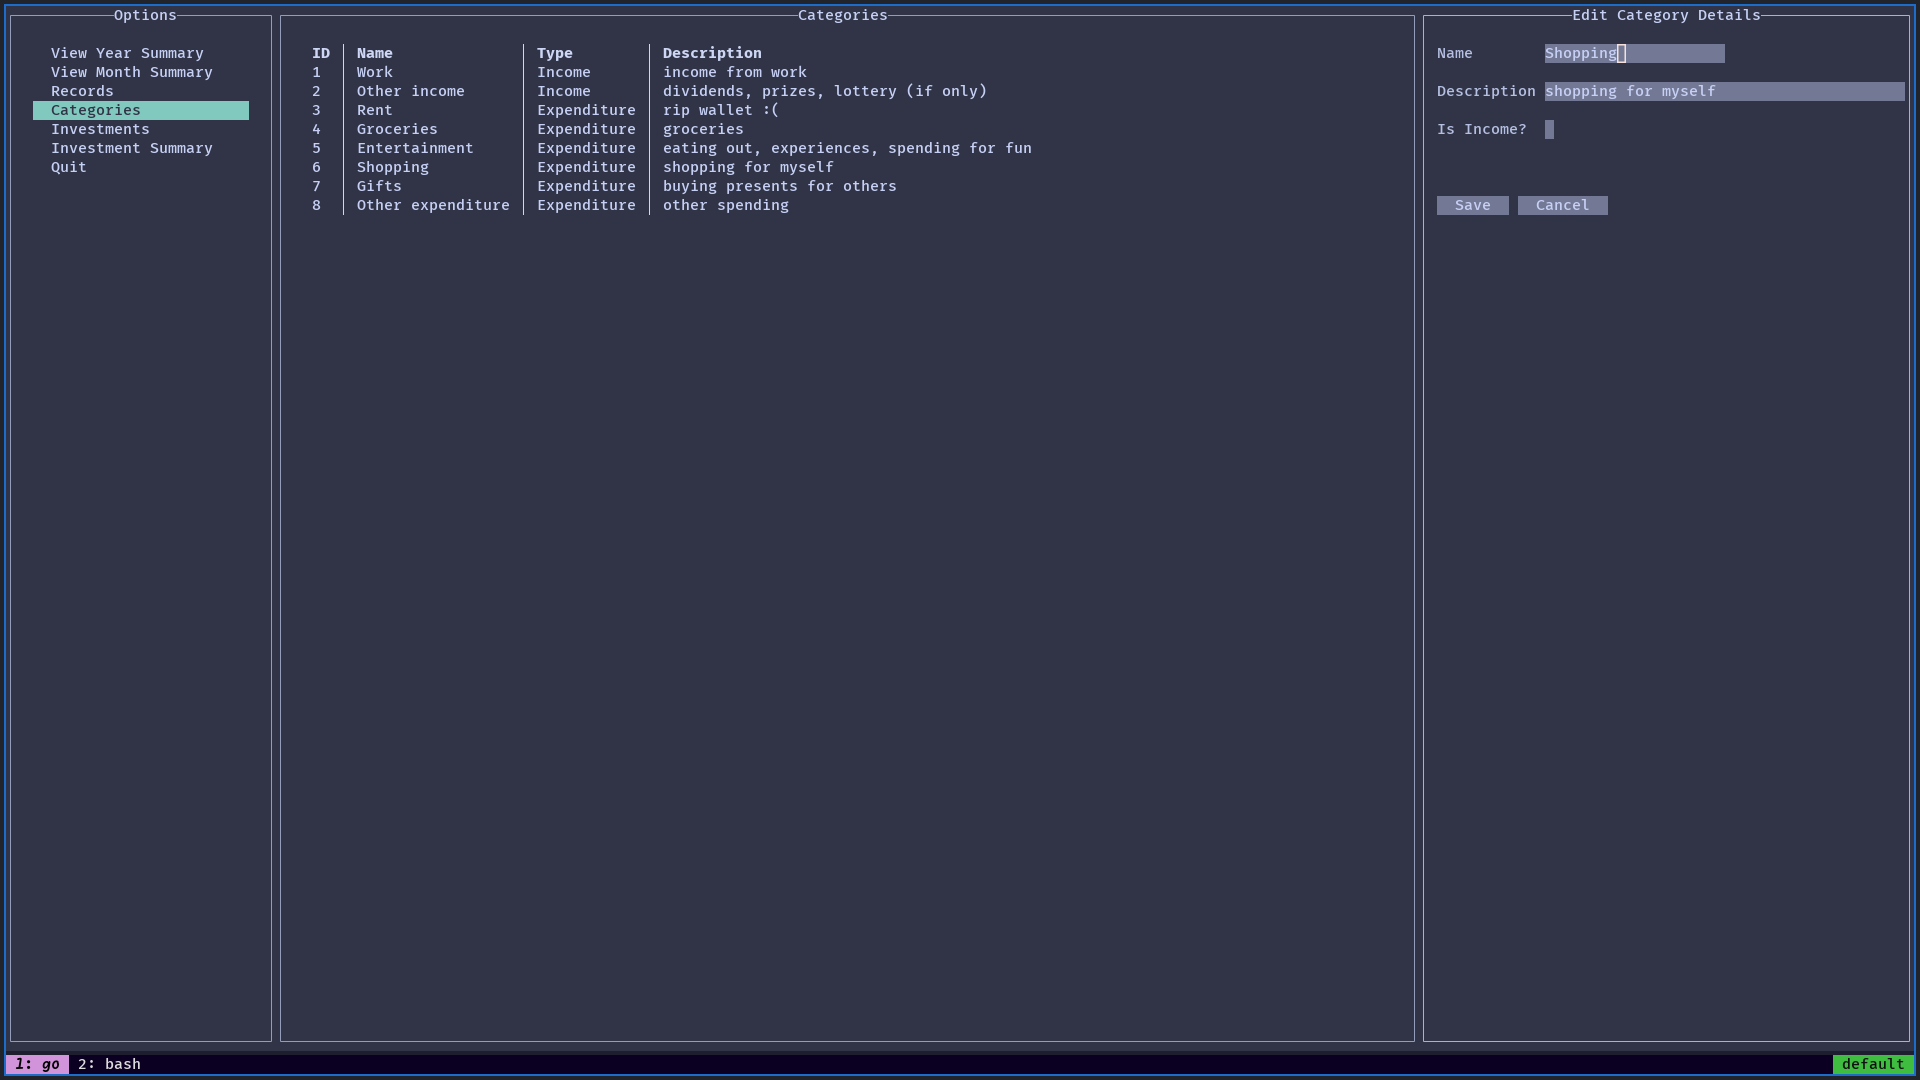 Options
View Year Summary
View Month Summary
Records
Categories
Investments
Investment Summary
Quit
Categories
ID Name Type Description
1 Work Income income from work
2 Other income Income dividends, prizes, lottery (if only)
3 Rent Expenditure rip wallet :(
4 Groceries Expenditure groceries
5 Entertainment Expenditure eating out, experiences, spending for fun
6 Shopping Expenditure shopping for myself
7 Gifts Expenditure buying presents for others
8 Other expenditure Expenditure other spending
Edit Category Details
Name Shopping
Description shopping for myself
Is Income?
Save Cancel
1: go 2: bash default